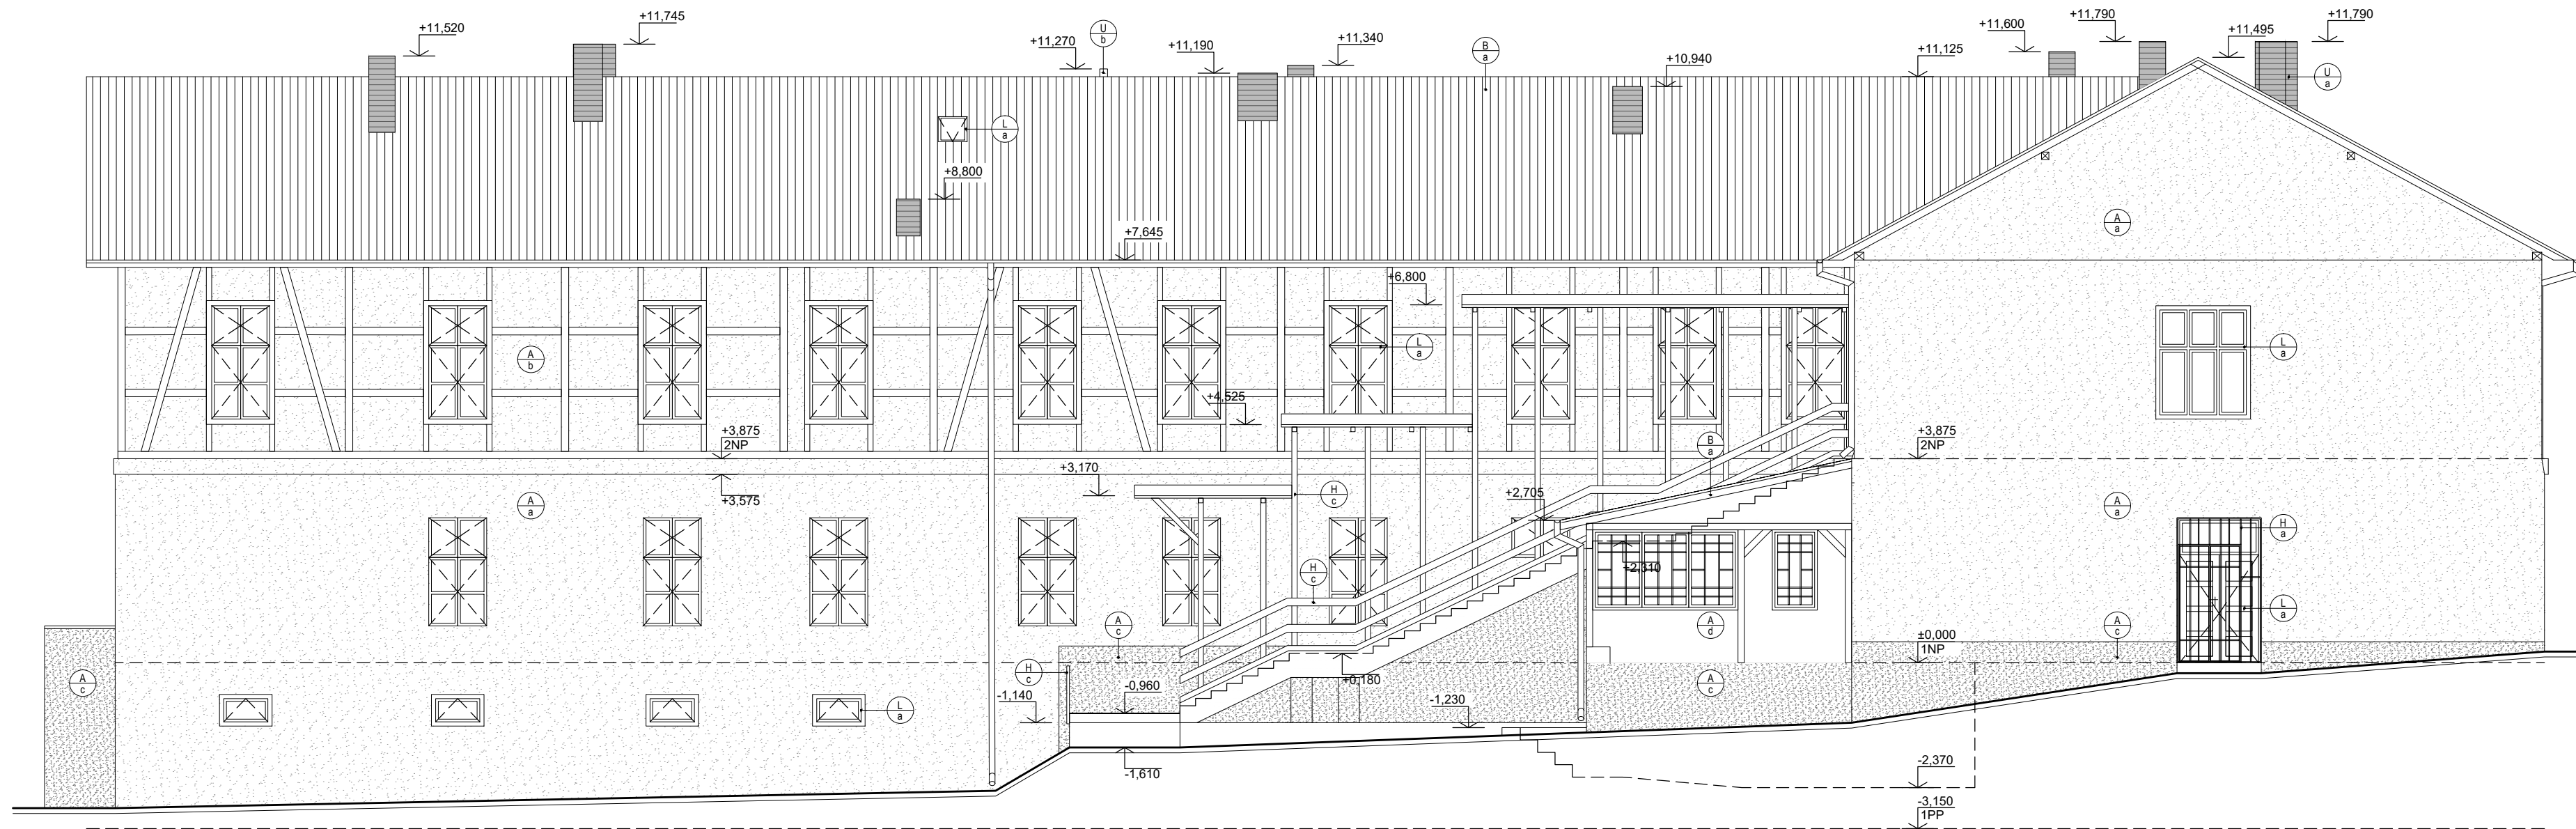 +11,520
+11,745
+11,270
U
b
+11,190
+11,340
B
a
+10,940
+11,125
+11,600
+11,790
+11,495
+11,790
U
a
L
a
+8,800
+7,645
A
a
+6,800
L
a
L
a
A
b
+4,525
+3,875
2NP
B
a
+3,875
2NP
+3,170
+3,575
H
c
+2,705
A
a
A
a
H
a
+2,310
H
c
L
a
A
c
A
d
A
c
±0,000
1NP
H
c
+0,180
A
c
A
c
-0,960
-1,140
L
a
-1,230
-1,610
-2,370
-3,150
1PP